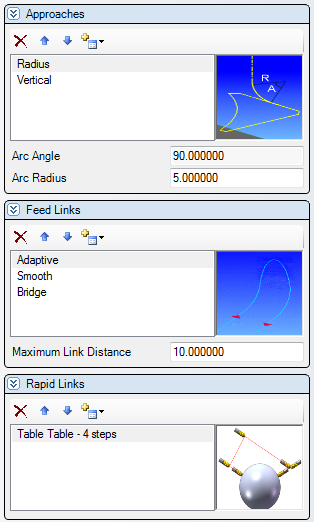 Approaches
Radius
Vertical
R
A
Arc Angle 90.000000
Arc Radius 5.000000
Feed Links
Adaptive
Smooth
Bridge
Maximum Link Distance 10.000000
Rapid Links
Table Table - 4 steps